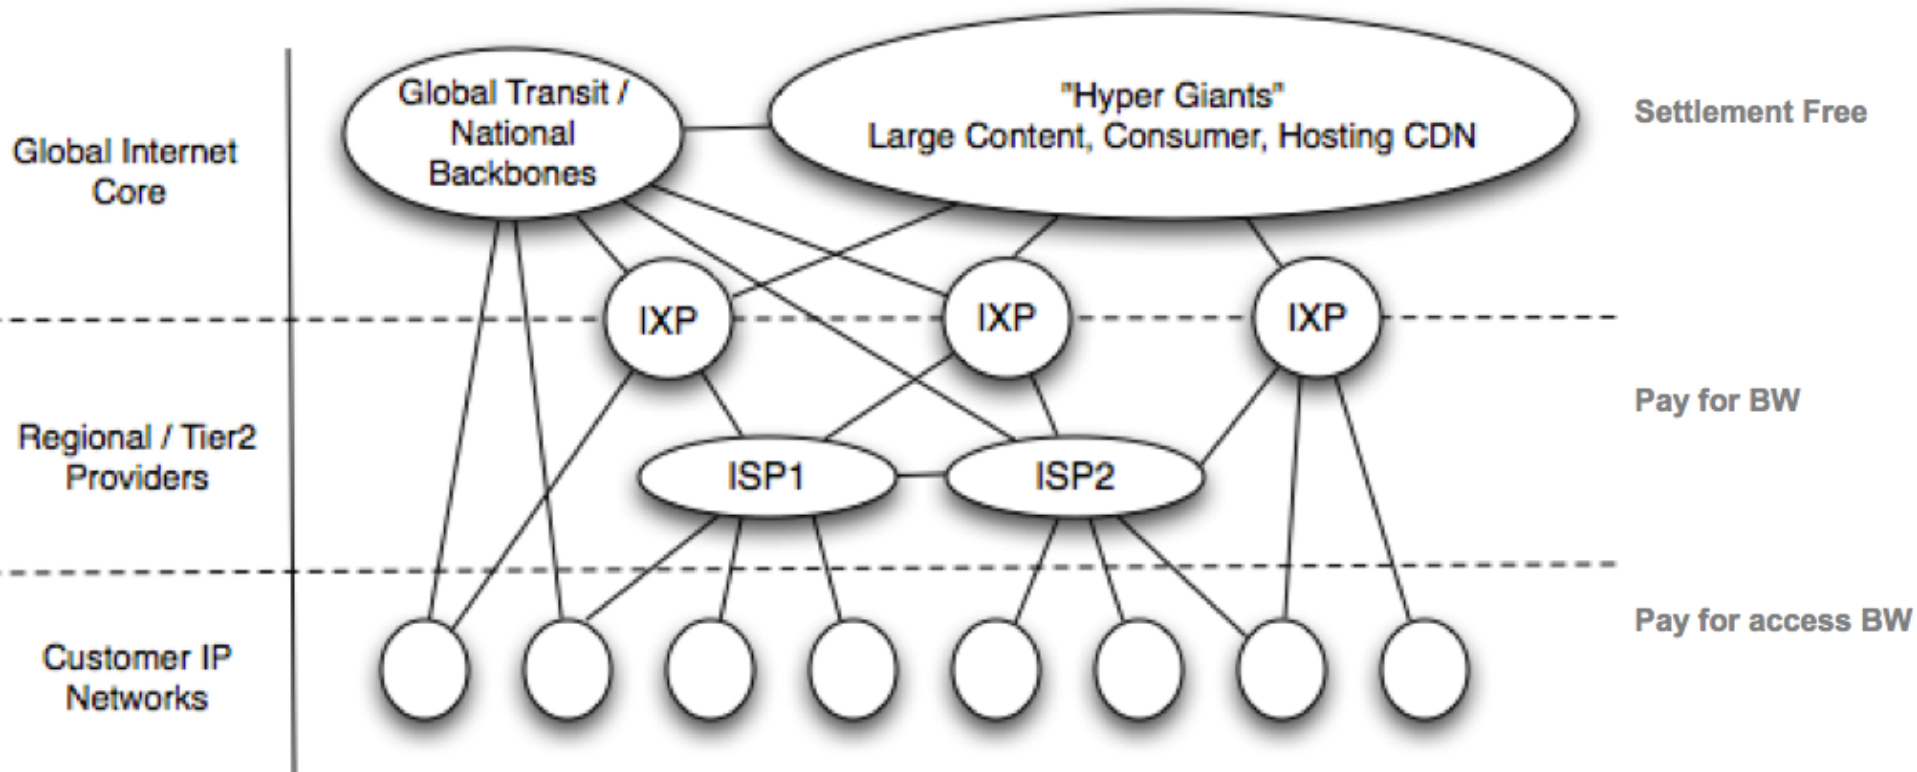 Global Transit /
National
Backbones
"Hyper Giants"
Large Content, Consumer, Hosting CDN
Settlement Free
Global Internet
Core
IXP
IXP
IXP
Pay for BW
Regional / Tier2
Providers
ISP1
ISP2
Pay for access BW
Customer IP
Networks